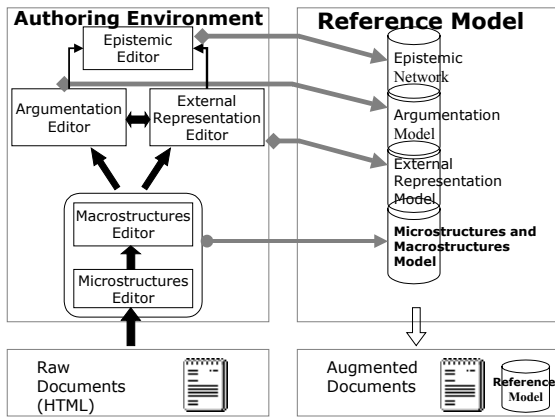 Authoring Environment
Epistemic
Editor
Argumentation
Editor
External
Representation
Editor
Macrostructures
Editor
Microstructures
Editor
Reference Model
Epistemic
Network
Argumentation
Model
External
Representation
Model
Microstructures and
Macrostructures
Model
Raw
Documents
(HTML)
Augmented
Documents
Reference
Model